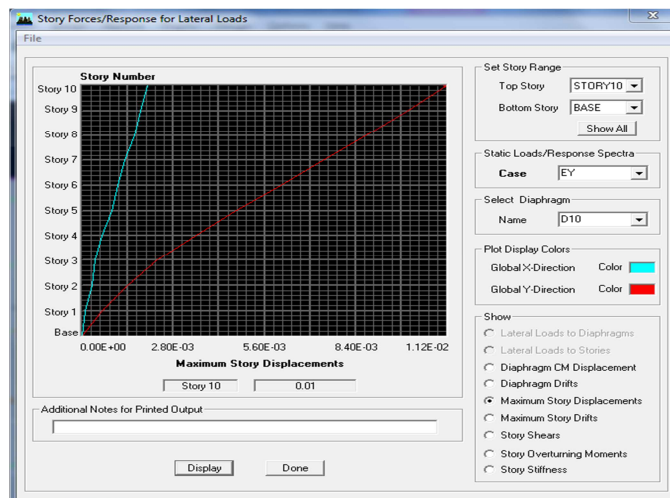 Story Forces/Response for Lateral Loads
File
Story Number
Story 10
Story 9
Story 8
Story 7
Story 6
Story 5
Story 4
Story 3
Story 2
Story 1
Base
0.00E+00 2.80E-03 5.60E-03 8.40E-03 1.12E-02
Maximum Story Displacements
Story 10 0.01
Additional Notes for Printed Output
Display Done
Set Story Range
Top Story STORY10
Bottom Story BASE
Show All
Static Loads/Response Spectra
Case EY
Select Diaphragm
Name D10
Plot Display Colors
Global X-Direction Color
Global Y-Direction Color
Show
Lateral Loads to Diaphragms
Lateral Loads to Stories
Diaphragm CM Displacement
Diaphragm Drifts
Maximum Story Displacements
Maximum Story Drifts
Story Shears
Story Overturning Moments
Story Stiffness